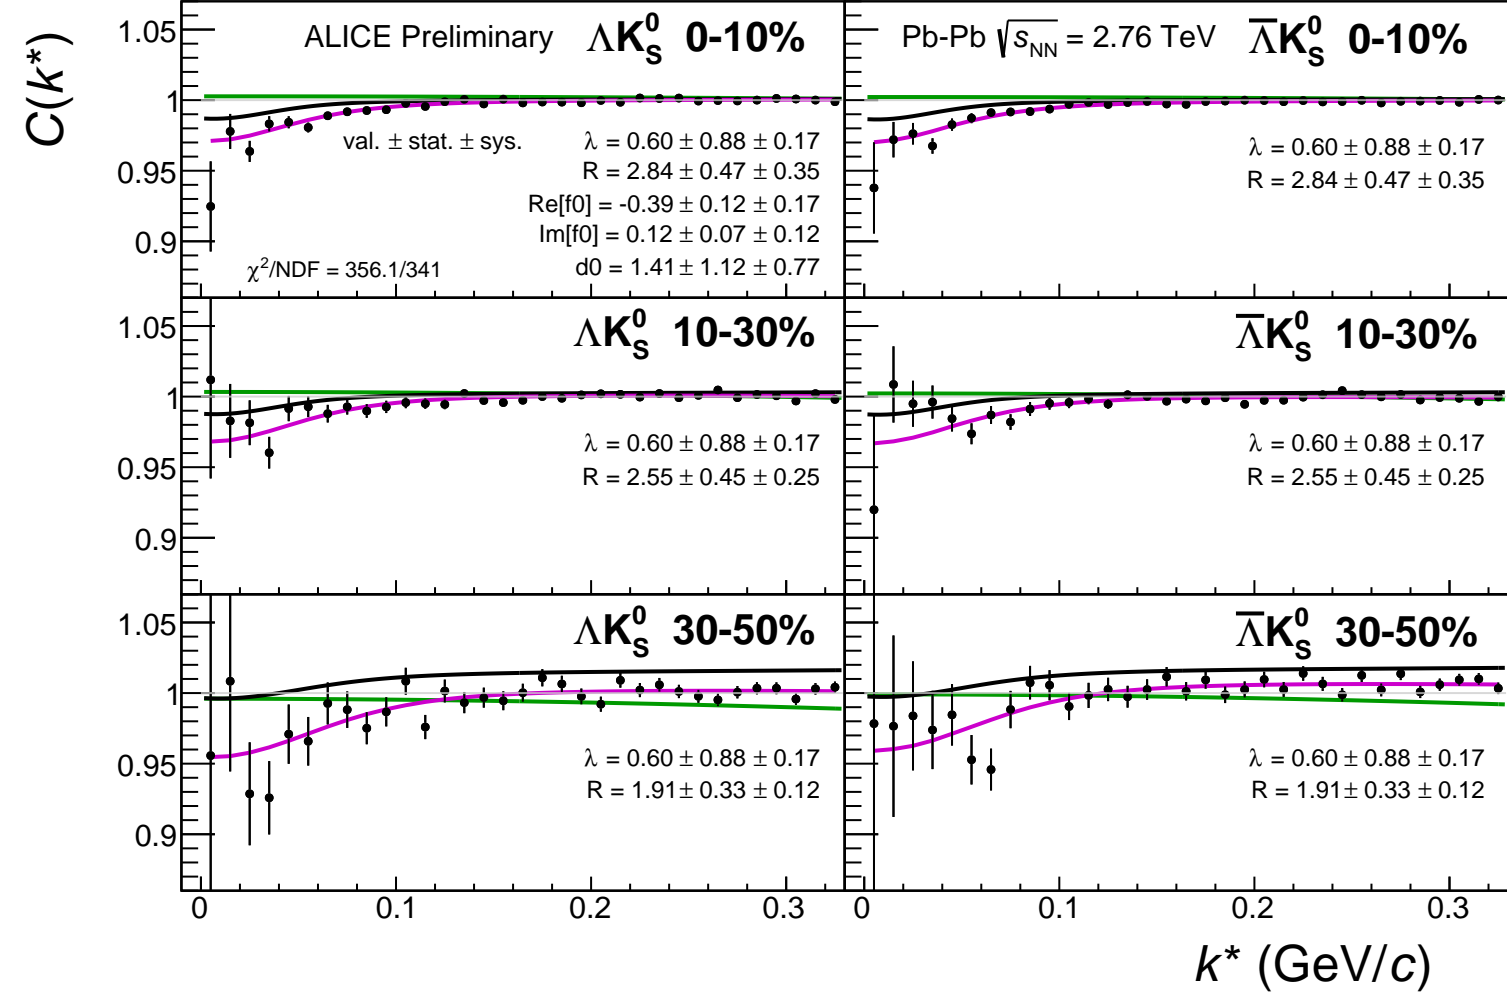 C(k*)
1.05
1
0.95
0.9
ALICE Preliminary ΛK⁰_S 0-10%
val. ± stat. ± sys.
λ = 0.60 ± 0.88 ± 0.17
R = 2.84 ± 0.47 ± 0.35
Re[f0] = -0.39 ± 0.12 ± 0.17
Im[f0] = 0.12 ± 0.07 ± 0.12
χ²/NDF = 356.1/341
d0 = 1.41 ± 1.12 ± 0.77
Pb-Pb √s_NN = 2.76 TeV Λ̅K⁰_S 0-10%
λ = 0.60 ± 0.88 ± 0.17
R = 2.84 ± 0.47 ± 0.35
1.05
1
0.95
0.9
ΛK⁰_S 10-30%
λ = 0.60 ± 0.88 ± 0.17
R = 2.55 ± 0.45 ± 0.25
Λ̅K⁰_S 10-30%
λ = 0.60 ± 0.88 ± 0.17
R = 2.55 ± 0.45 ± 0.25
1.05
1
0.95
0.9
ΛK⁰_S 30-50%
λ = 0.60 ± 0.88 ± 0.17
R = 1.91 ± 0.33 ± 0.12
Λ̅K⁰_S 30-50%
λ = 0.60 ± 0.88 ± 0.17
R = 1.91 ± 0.33 ± 0.12
0 0.1 0.2 0.3 0 0.1 0.2 0.3
k* (GeV/c)